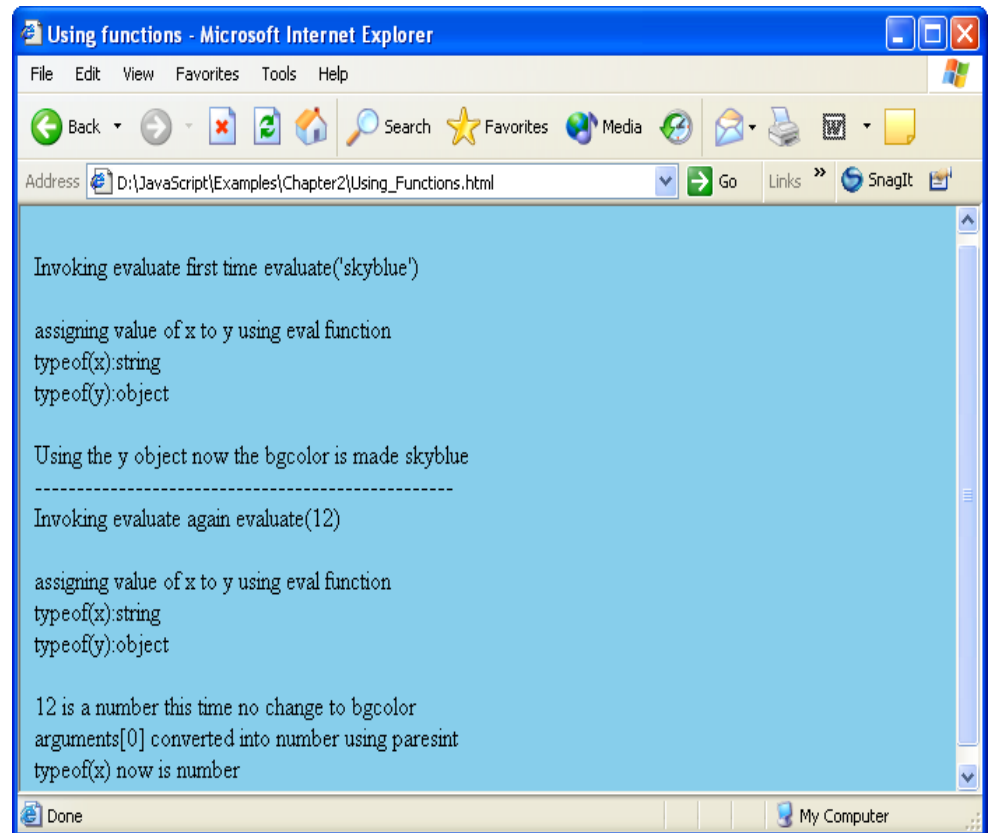 Using functions - Microsoft Internet Explorer
File Edit View Favorites Tools Help
Back Search Favorites Media
Address D:\JavaScript\Examples\Chapter2\Using_Functions.html Go Links » SnagIt
Invoking evaluate first time evaluate('skyblue')
assigning value of x to y using eval function
typeof(x):string
typeof(y):object
Using the y object now the bgcolor is made skyblue
--------------------------------------------------
Invoking evaluate again evaluate(12)
assigning value of x to y using eval function
typeof(x):string
typeof(y):object
12 is a number this time no change to bgcolor
arguments[0] converted into number using paresint
typeof(x) now is number
Done My Computer